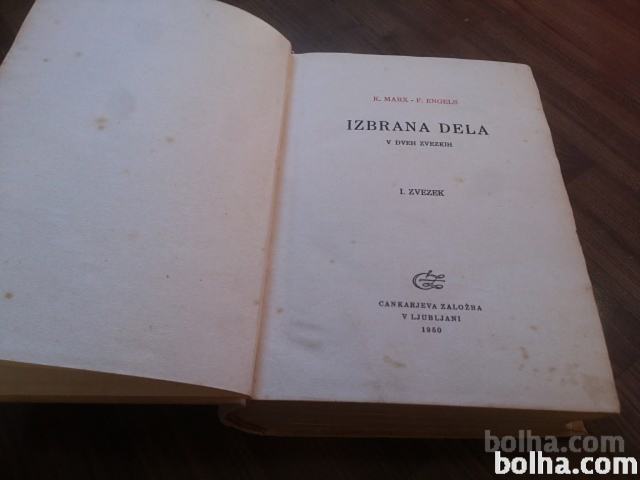 K. MARX - F. ENGELS
IZBRANA DELA
V DVEH ZVEZKIH
I. ZVEZEK
CANKARJEVA ZALOŽBA
V LJUBLJANI
1950
bolha.com
bolha.com